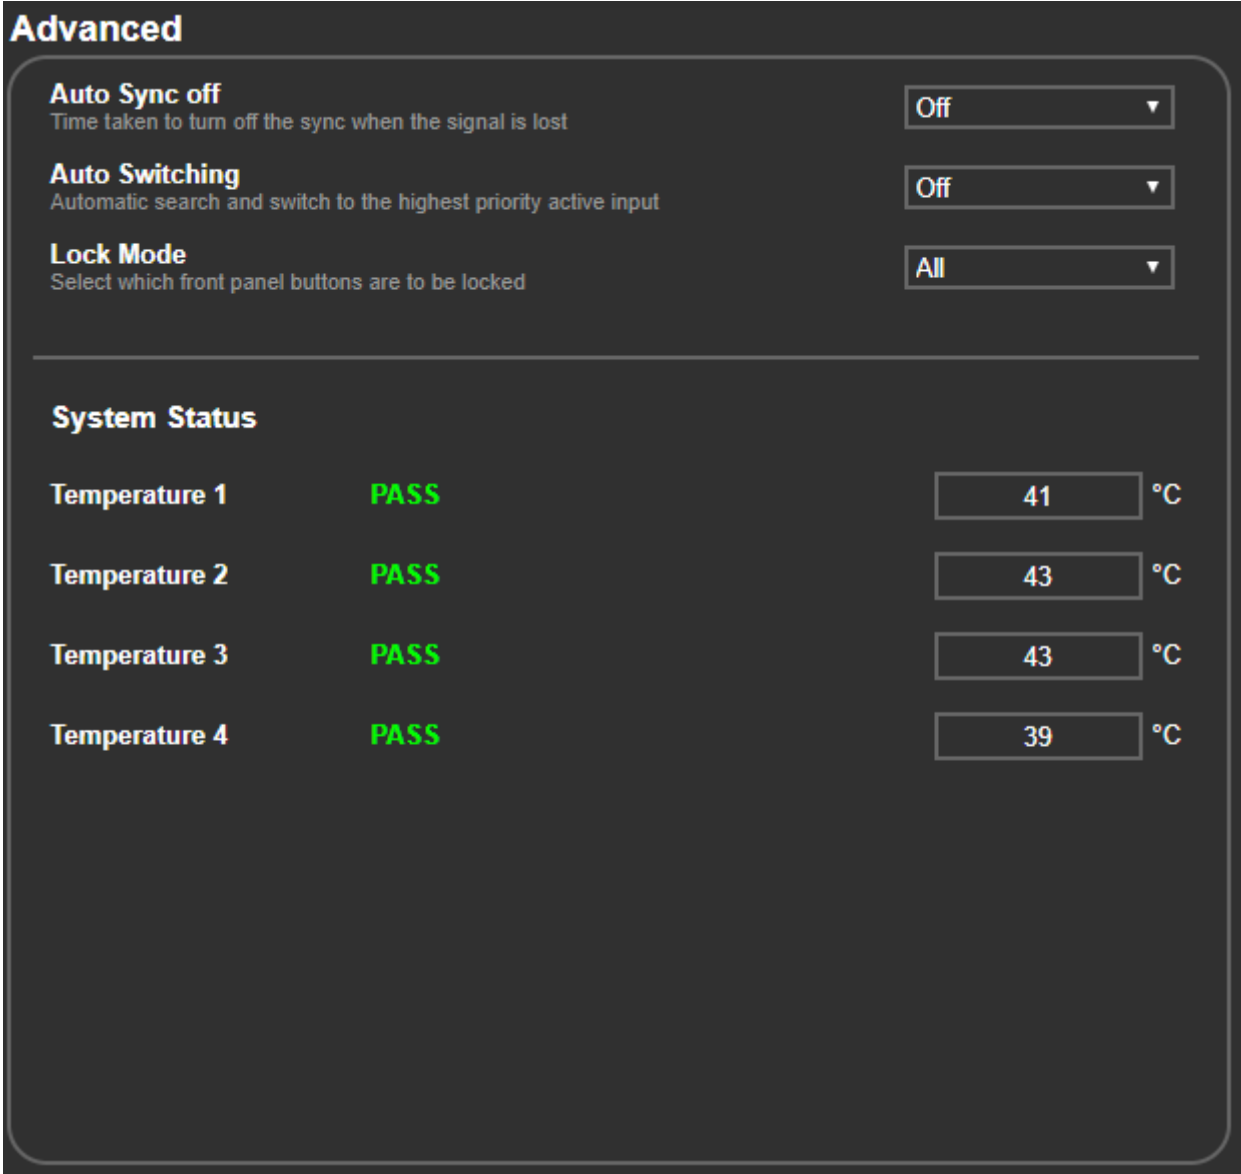 Advanced
Auto Sync off
Time taken to turn off the sync when the signal is lost
Off
Auto Switching
Automatic search and switch to the highest priority active input
Off
Lock Mode
Select which front panel buttons are to be locked
All
System Status
Temperature 1 PASS 41 °C
Temperature 2 PASS 43 °C
Temperature 3 PASS 43 °C
Temperature 4 PASS 39 °C